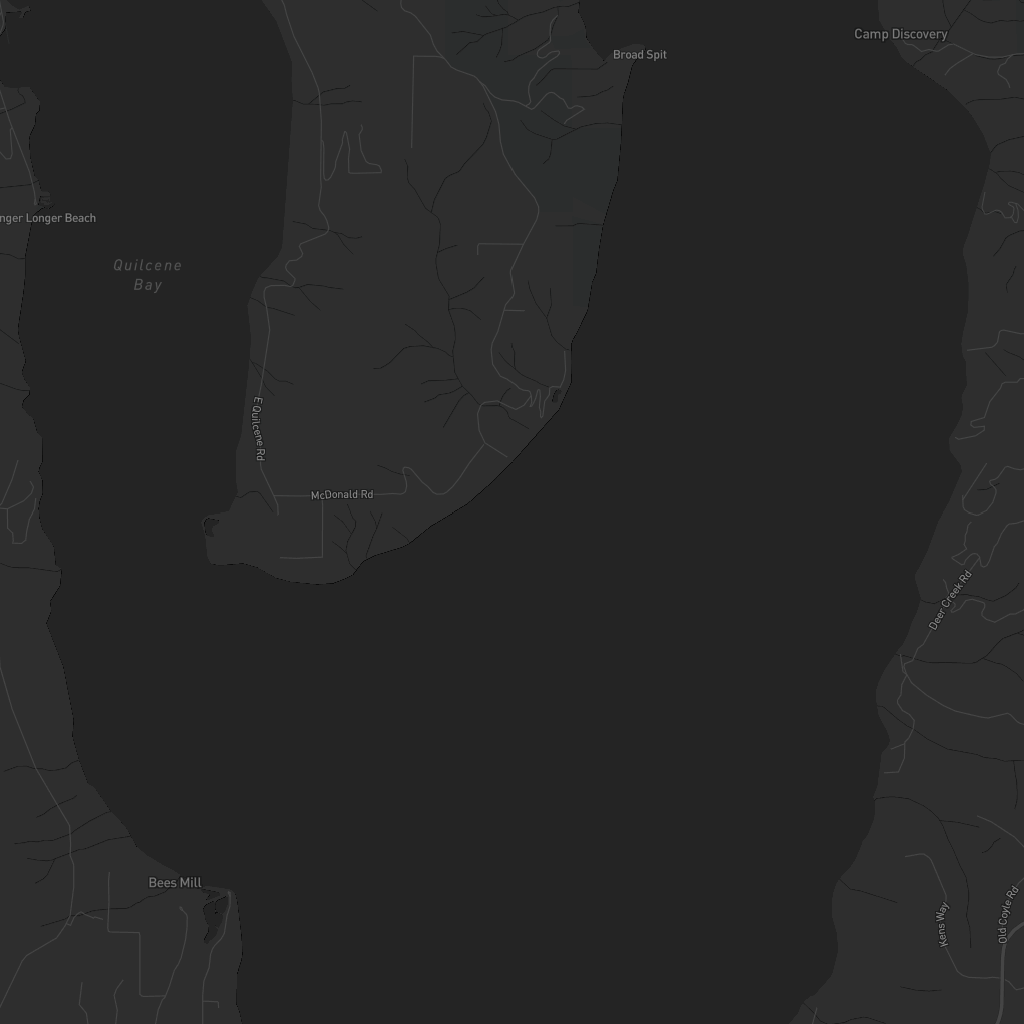 Camp Discovery
Broad Spit
nger Longer Beach
Quilcene
Bay
E Quilcene Rd
McDonald Rd
Deer Creek Rd
Bees Mill
Kens Way
Old Coyle Rd